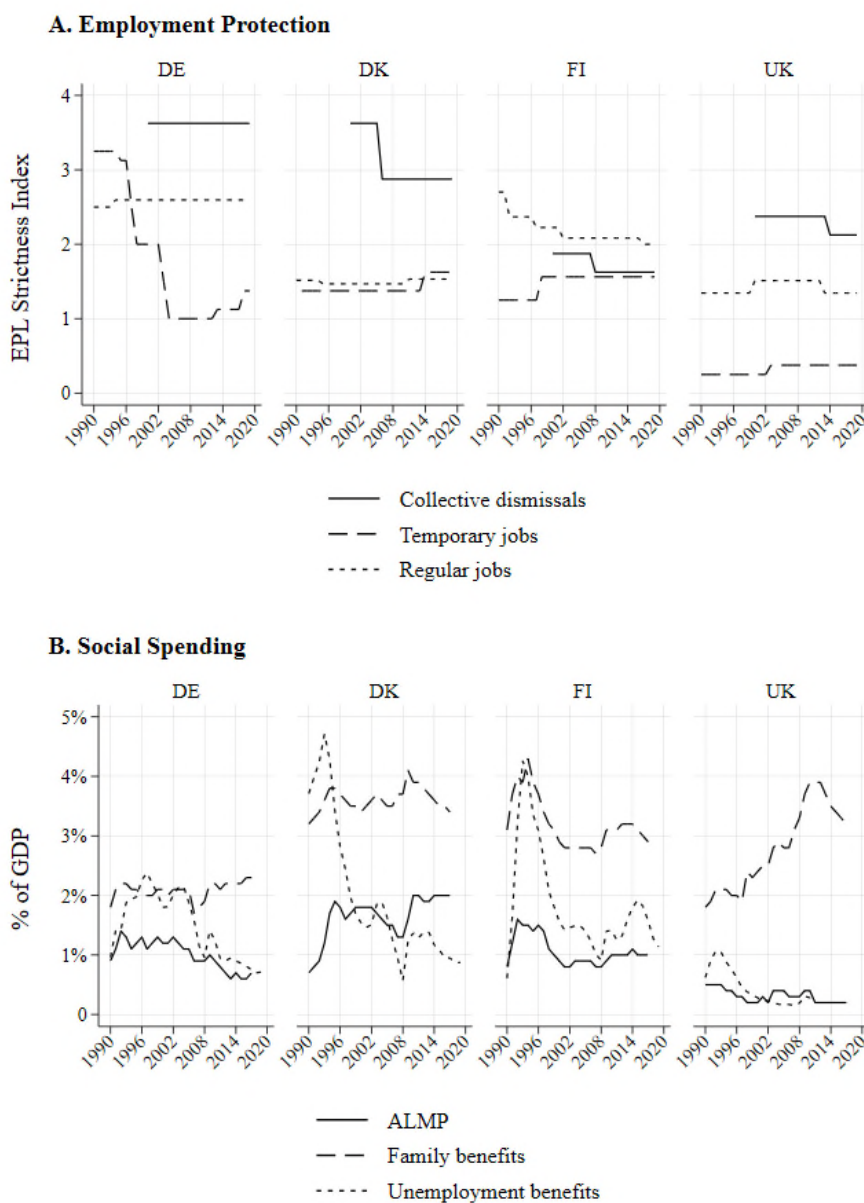 A. Employment Protection
DE DK FI UK
EPL Strictness Index
4
3
2
1
0
1990 1996 2002 2008 2014 2020 1990 1996 2002 2008 2014 2020 1990 1996 2002 2008 2014 2020 1990 1996 2002 2008 2014 2020
Collective dismissals
Temporary jobs
Regular jobs
B. Social Spending
DE DK FI UK
% of GDP
5%
4%
3%
2%
1%
0
1990 1996 2002 2008 2014 2020 1990 1996 2002 2008 2014 2020 1990 1996 2002 2008 2014 2020 1990 1996 2002 2008 2014 2020
ALMP
Family benefits
Unemployment benefits